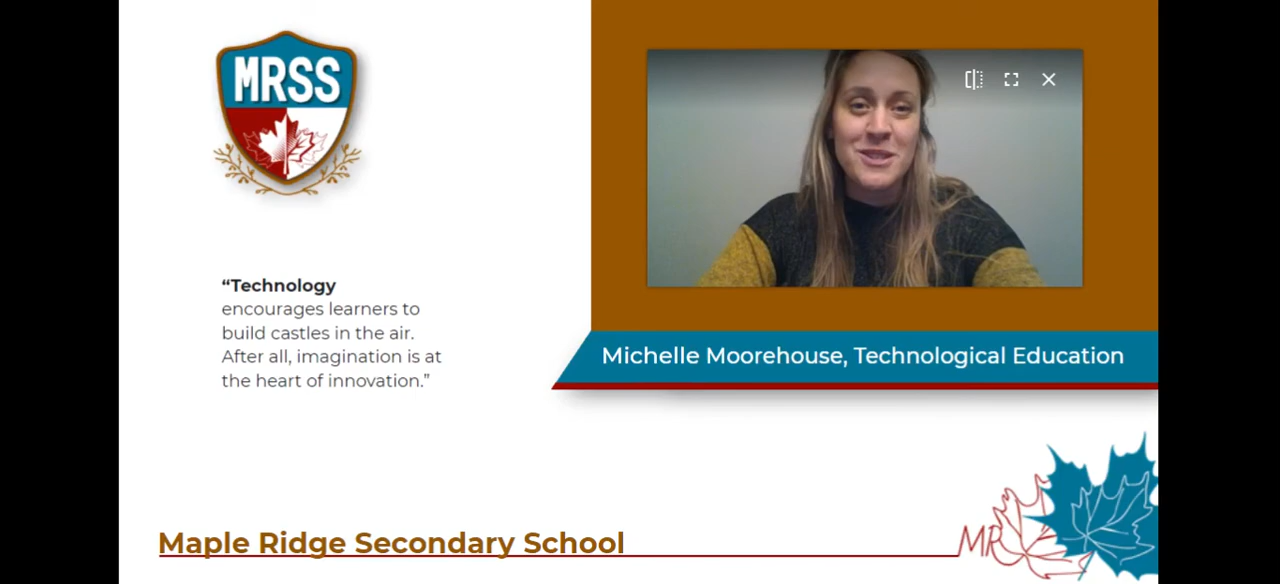 MRSS
“Technology
encourages learners to
build castles in the air.
After all, imagination is at
the heart of innovation.”
Michelle Moorehouse, Technological Education
Maple Ridge Secondary School
MR